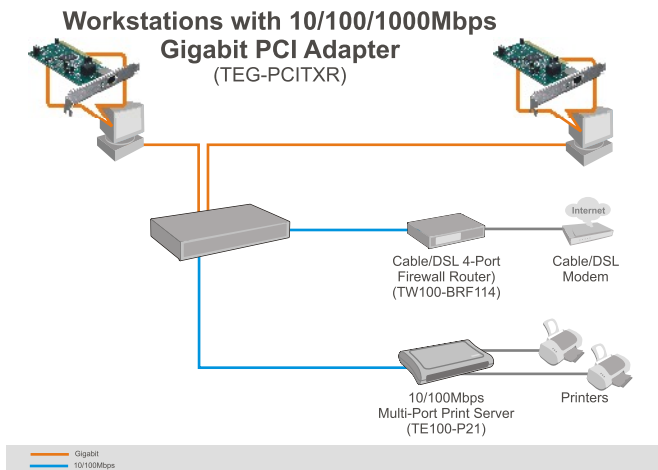 Workstations with 10/100/1000Mbps
Gigabit PCI Adapter
(TEG-PCITXR)
Internet
Cable/DSL 4-Port
Firewall Router)
(TW100-BRF114)
Cable/DSL
Modem
10/100Mbps
Multi-Port Print Server
(TE100-P21)
Printers
Gigabit
10/100Mbps